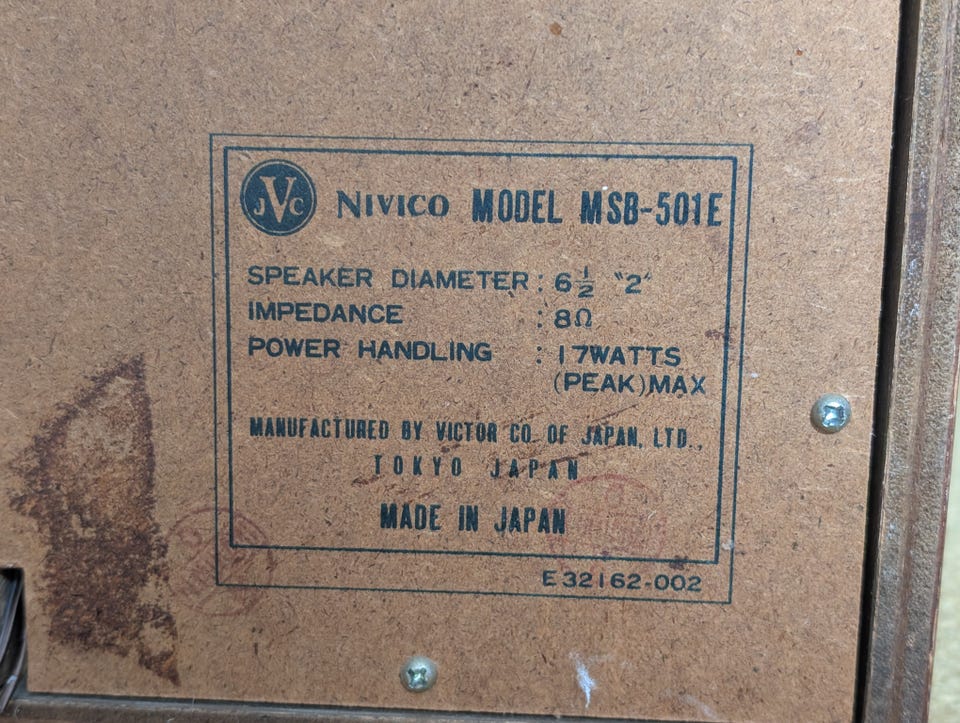 JVC NIVICO MODEL MSB-501E
SPEAKER DIAMETER : 6½ "2"
IMPEDANCE : 8Ω
POWER HANDLING : 17WATTS
(PEAK)MAX
MANUFACTURED BY VICTOR CO. OF JAPAN, LTD.,
TOKYO JAPAN
MADE IN JAPAN
E32162-002